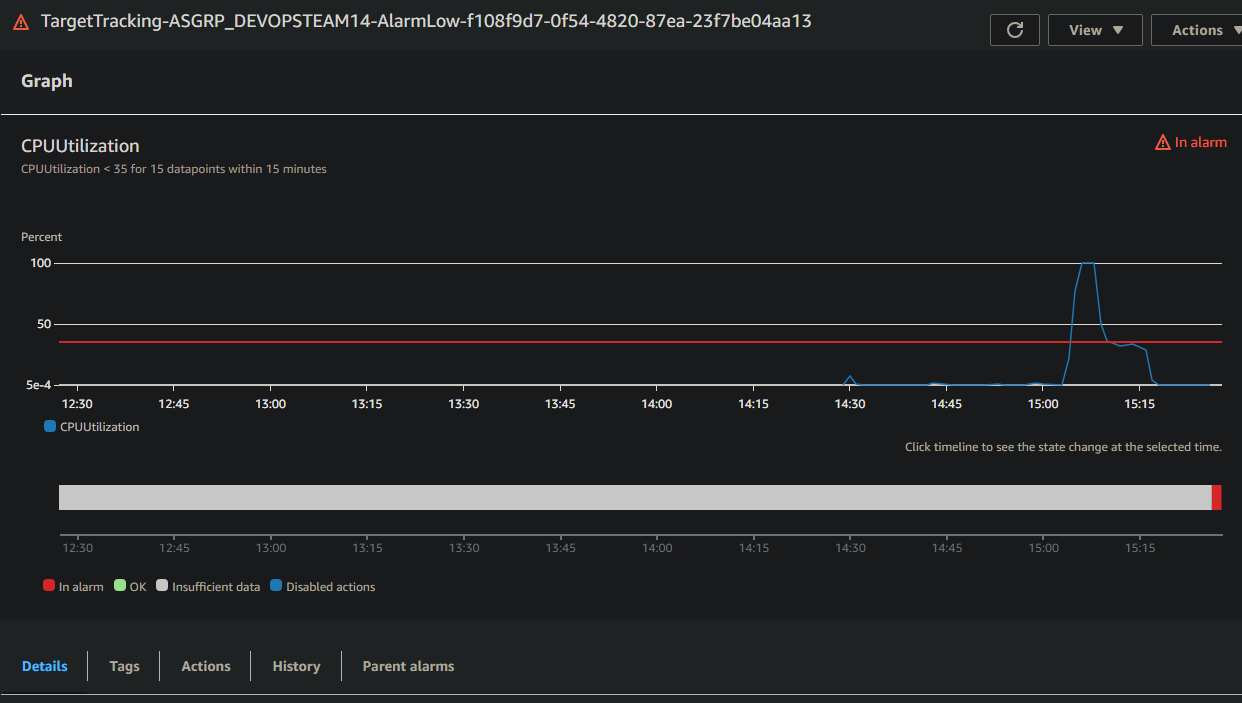 TargetTracking-ASGRP_DEVOPSTEAM14-AlarmLow-f108f9d7-0f54-4820-87ea-23f7be04aa13
View
Actions
Graph
CPUUtilization
In alarm
CPUUtilization < 35 for 15 datapoints within 15 minutes
Percent
100
50
5e-4
12:30 12:45 13:00 13:15 13:30 13:45 14:00 14:15 14:30 14:45 15:00 15:15
CPUUtilization
Click timeline to see the state change at the selected time.
12:30 12:45 13:00 13:15 13:30 13:45 14:00 14:15 14:30 14:45 15:00 15:15
In alarm OK Insufficient data Disabled actions
Details Tags Actions History Parent alarms